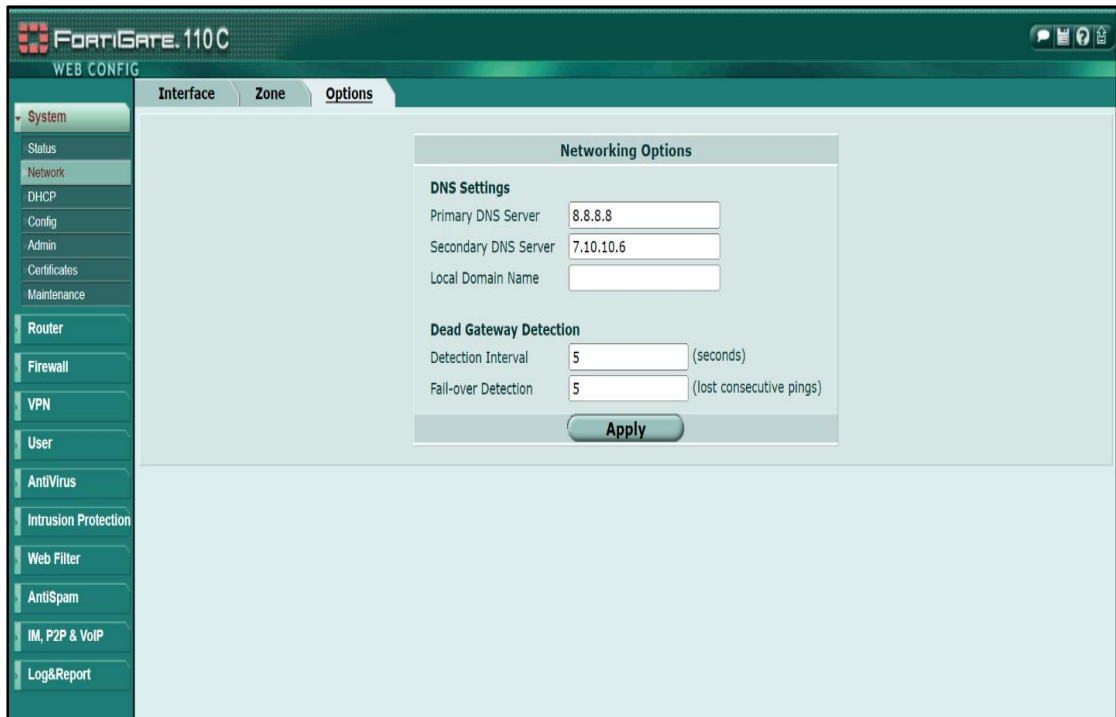 FORTIGATE. 110C
WEB CONFIG
Interface Zone Options
System
Status
Network
DHCP
Config
Admin
Certificates
Maintenance
Router
Firewall
VPN
User
AntiVirus
Intrusion Protection
Web Filter
AntiSpam
IM, P2P & VoIP
Log&Report
Networking Options
DNS Settings
Primary DNS Server 8.8.8.8
Secondary DNS Server 7.10.10.6
Local Domain Name
Dead Gateway Detection
Detection Interval 5 (seconds)
Fail-over Detection 5 (lost consecutive pings)
Apply